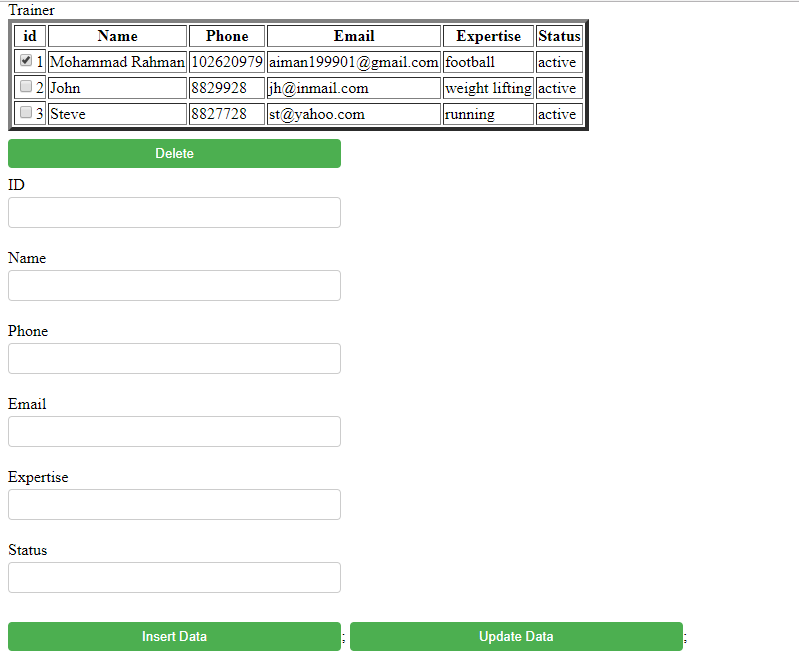 Trainer
id Name Phone Email Expertise Status
1 Mohammad Rahman 102620979 aiman199901@gmail.com football active
2 John 8829928 jh@inmail.com weight lifting active
3 Steve 8827728 st@yahoo.com running active
Delete
ID
Name
Phone
Email
Expertise
Status
Insert Data ; Update Data ;